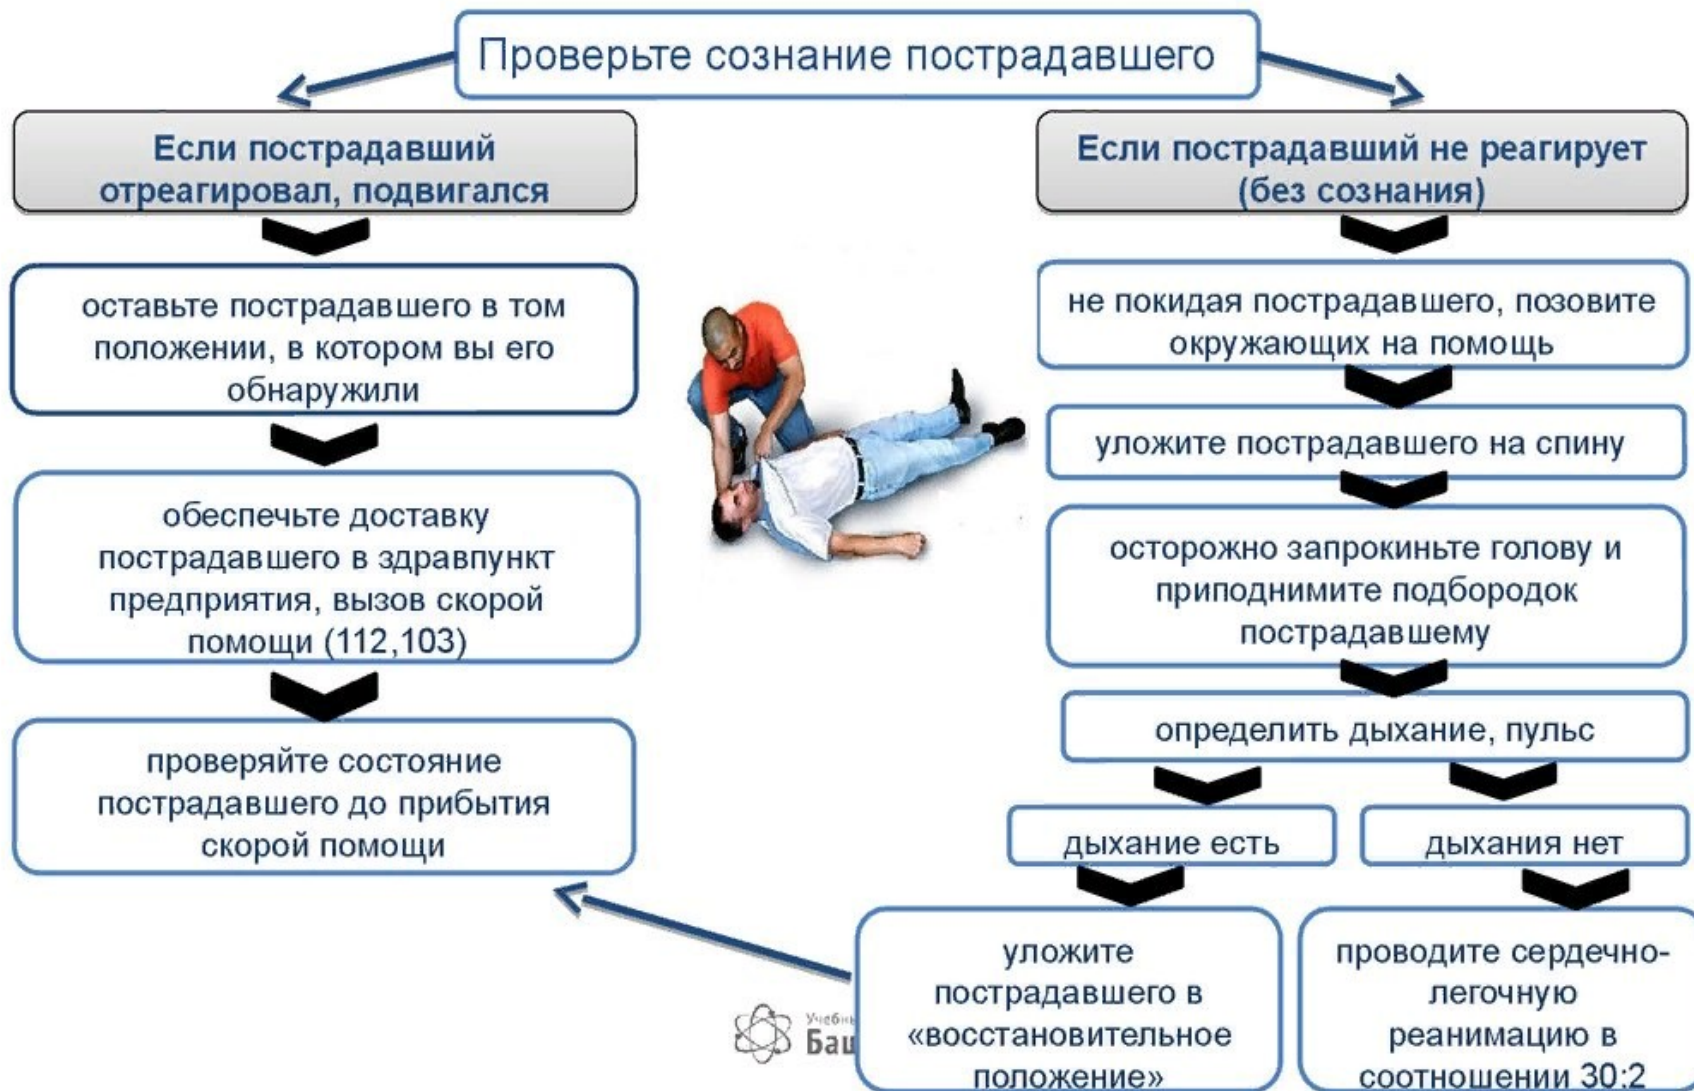 Проверьте сознание пострадавшего
Если пострадавший
отреагировал, подвигался
оставьте пострадавшего в том
положении, в котором вы его
обнаружили
обеспечьте доставку
пострадавшего в здравпункт
предприятия, вызов скорой
помощи (112,103)
проверяйте состояние
пострадавшего до прибытия
скорой помощи
Если пострадавший не реагирует
(без сознания)
не покидая пострадавшего, позовите
окружающих на помощь
уложите пострадавшего на спину
осторожно запрокиньте голову и
приподнимите подбородок
пострадавшему
определить дыхание, пульс
дыхание есть
дыхания нет
уложите
пострадавшего в
«восстановительное
положение»
проводите сердечно-
легочную
реанимацию в
соотношении 30:2